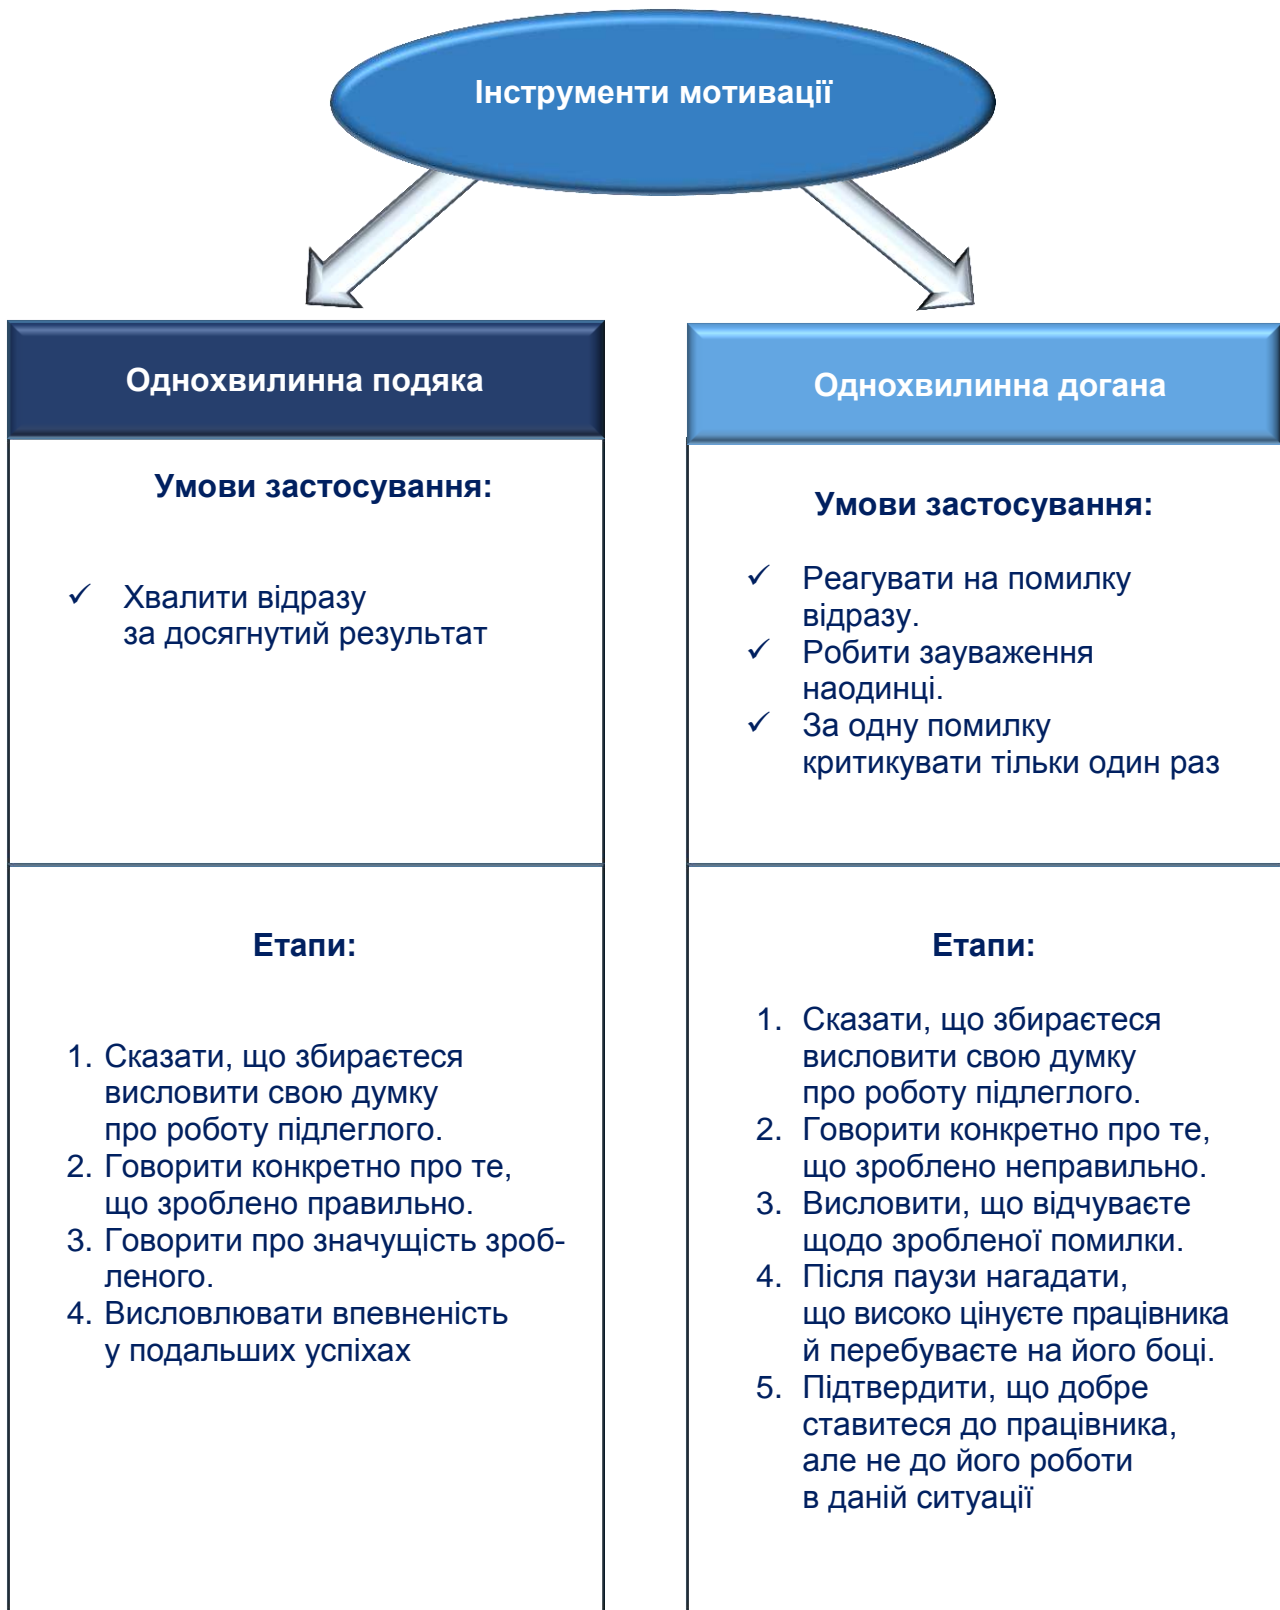 Інструменти мотивації
Однохвилинна подяка
Умови застосування:
✓ Хвалити відразу
за досягнутий результат
Етапи:
1. Сказати, що збираєтеся
висловити свою думку
про роботу підлеглого.
2. Говорити конкретно про те,
що зроблено правильно.
3. Говорити про значущість зроб-
леного.
4. Висловлювати впевненість
у подальших успіхах
Однохвилинна догана
Умови застосування:
✓ Реагувати на помилку
відразу.
✓ Робити зауваження
наодинці.
✓ За одну помилку
критикувати тільки один раз
Етапи:
1. Сказати, що збираєтеся
висловити свою думку
про роботу підлеглого.
2. Говорити конкретно про те,
що зроблено неправильно.
3. Висловити, що відчуваєте
щодо зробленої помилки.
4. Після паузи нагадати,
що високо цінуєте працівника
й перебуваєте на його боці.
5. Підтвердити, що добре
ставитеся до працівника,
але не до його роботи
в даній ситуації